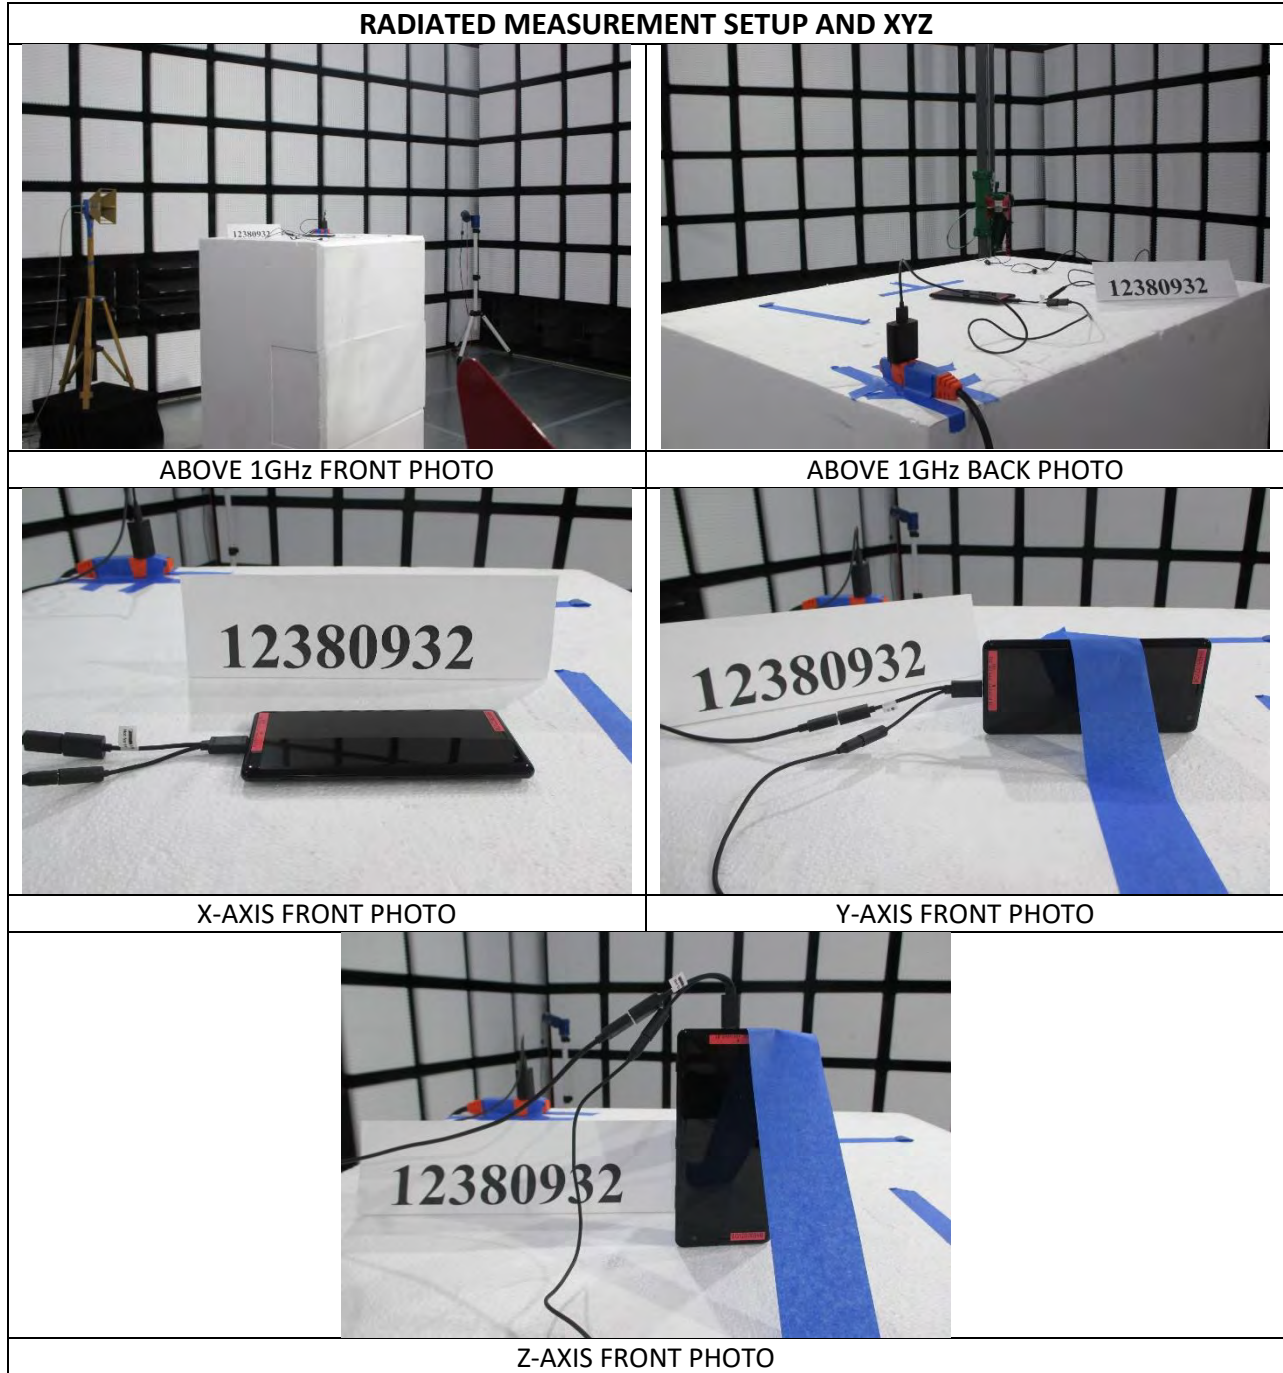 RADIATED MEASUREMENT SETUP AND XYZ
12380932
12380932
ABOVE 1GHz FRONT PHOTO
ABOVE 1GHz BACK PHOTO
12380932
12380932
X-AXIS FRONT PHOTO
Y-AXIS FRONT PHOTO
12380932
Z-AXIS FRONT PHOTO